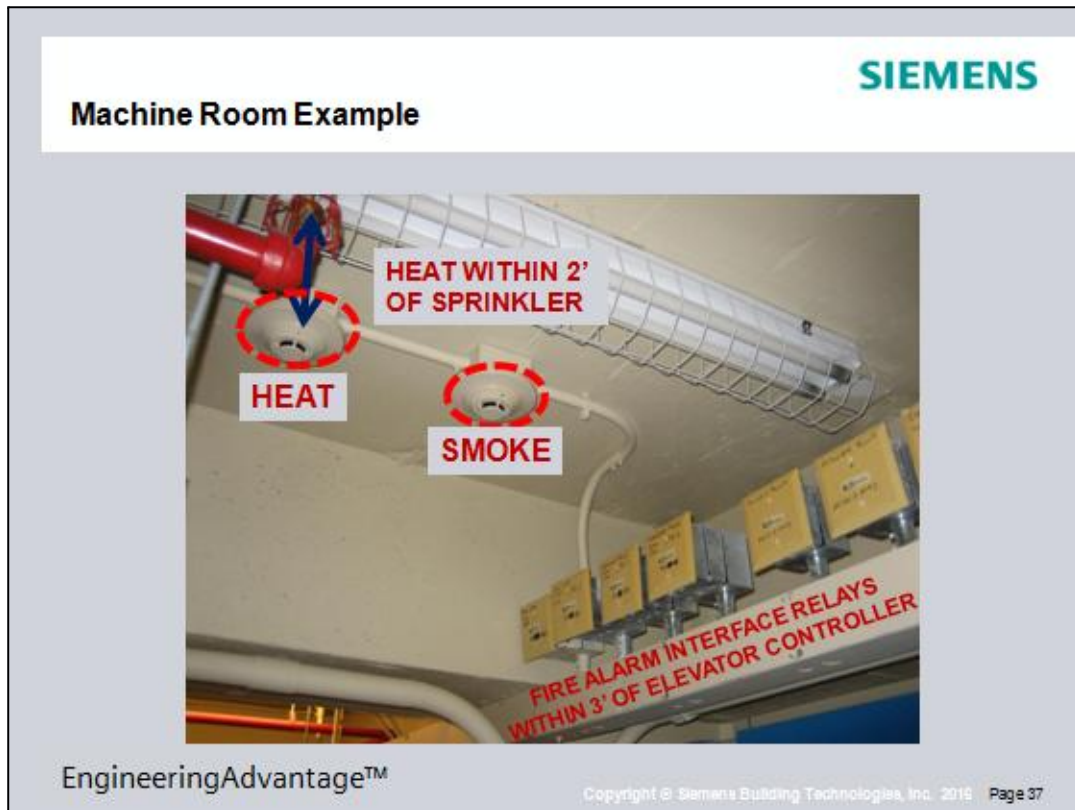 SIEMENS
Machine Room Example
HEAT WITHIN 2’
OF SPRINKLER
HEAT
SMOKE
FIRE ALARM INTERFACE RELAYS
WITHIN 3’ OF ELEVATOR CONTROLLER
EngineeringAdvantage™
Copyright © Siemens Building Technologies, Inc. 2016 Page 37